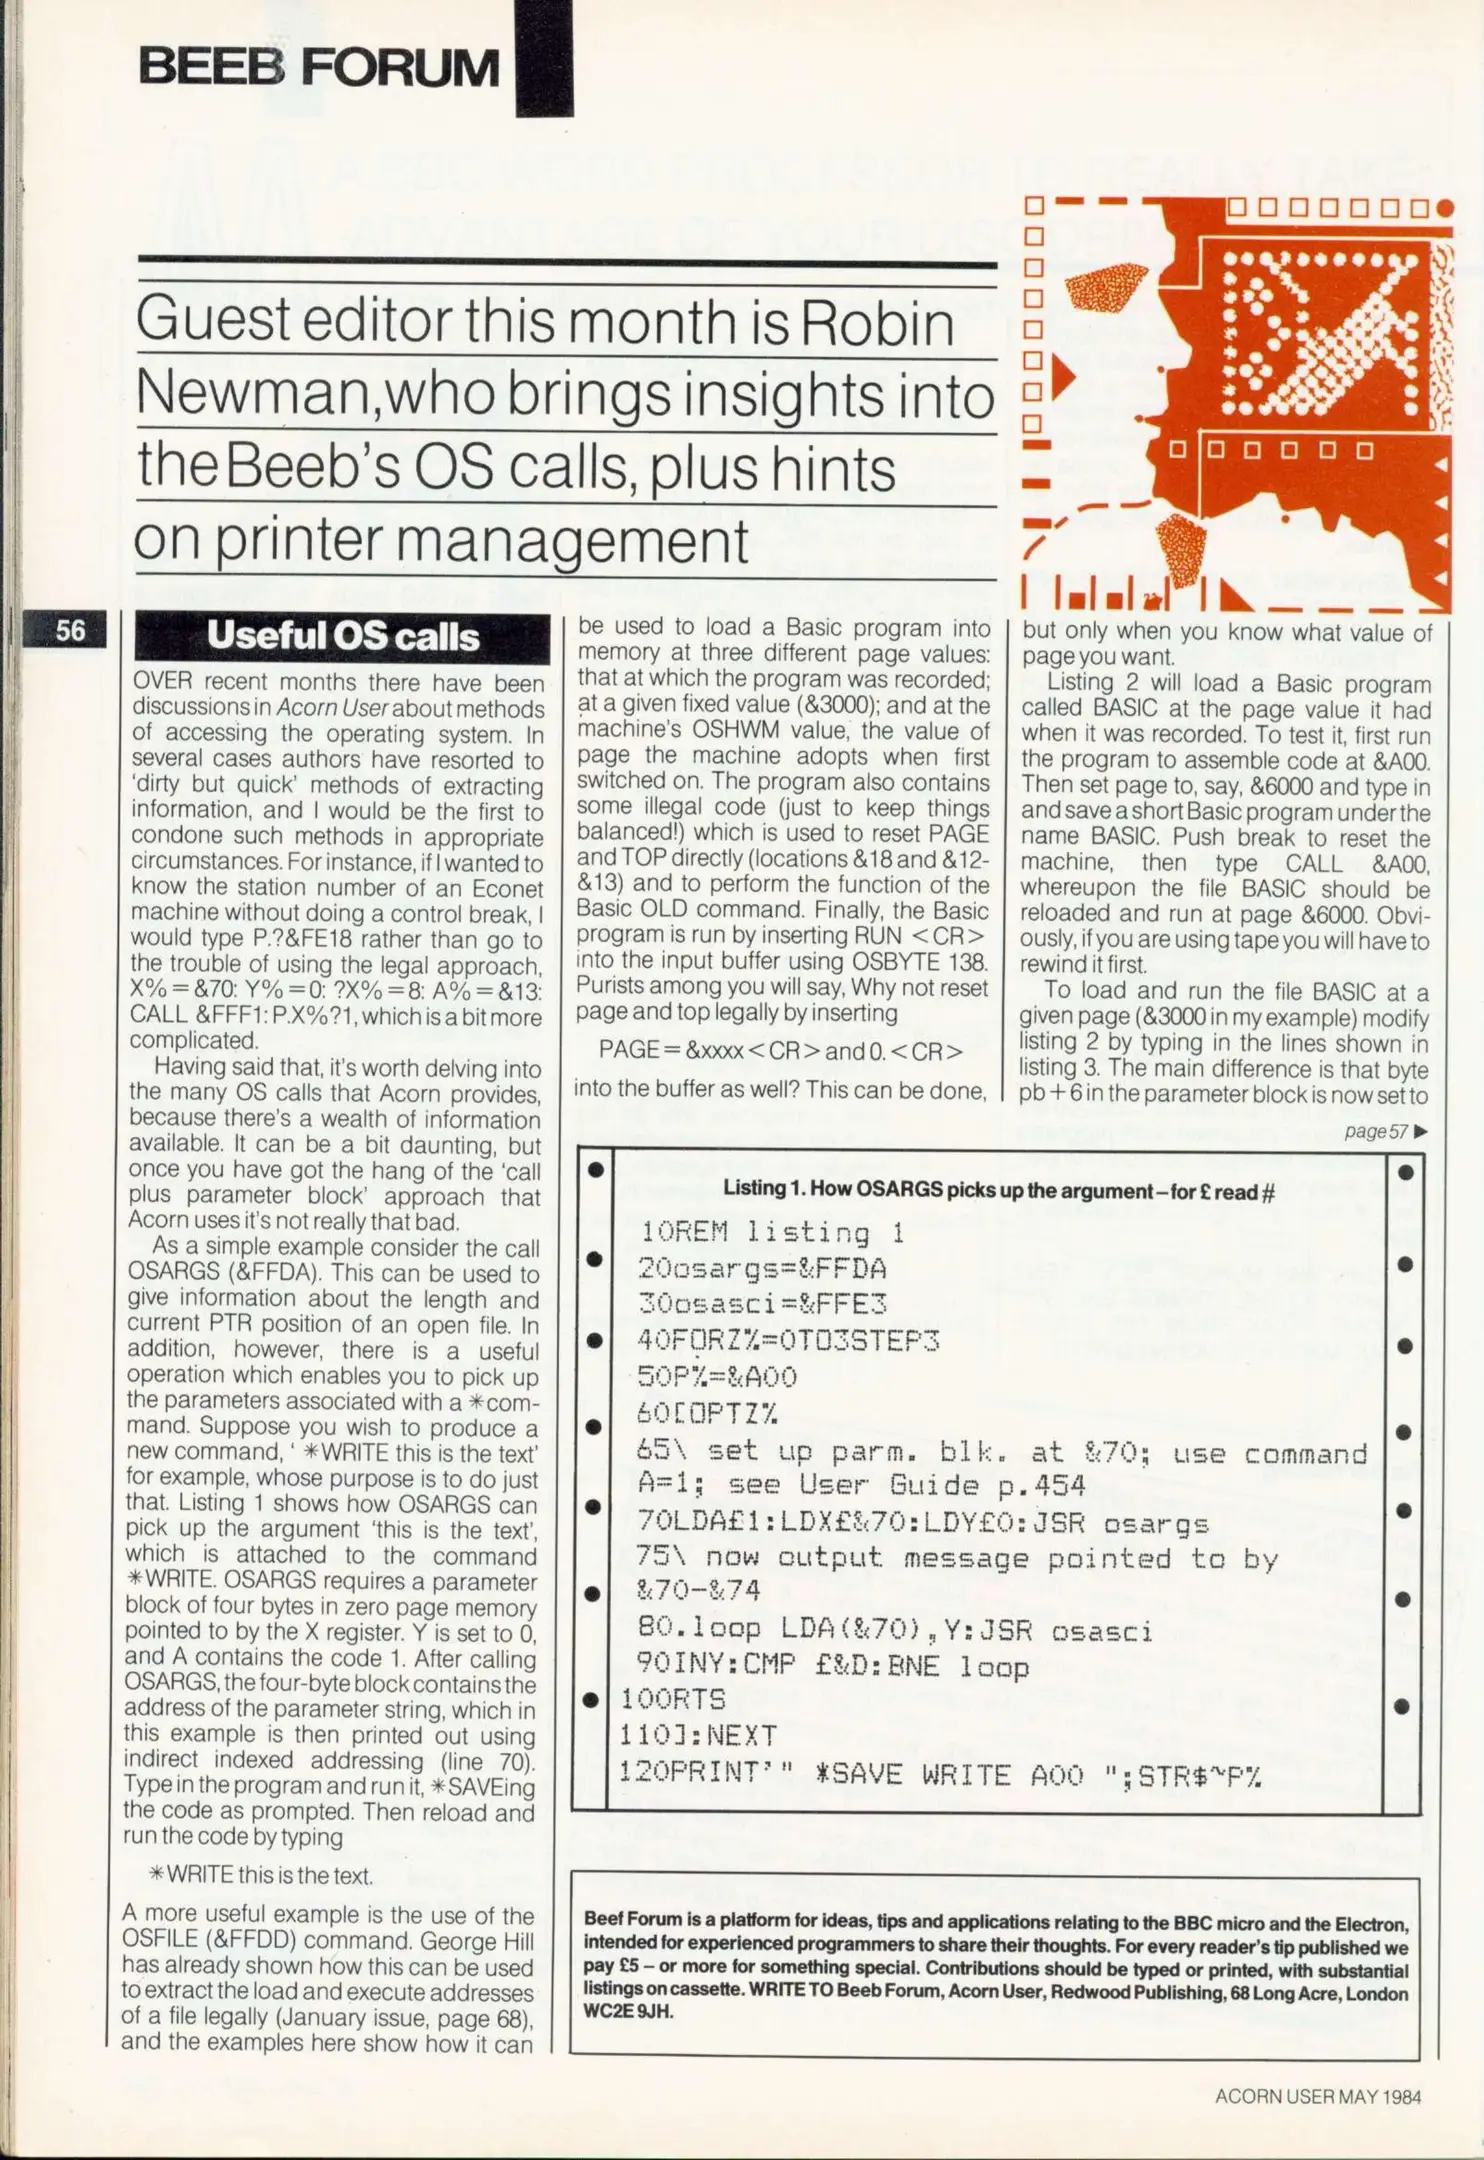 BEEB FORUM
Guest editor this month is Robin
Newman,who brings insights into
the Beeb's OS calls, plus hints
on printer management
56
Useful OS calls
OVER recent months there have been
discussions in Acorn User about methods
of accessing the operating system. In
several cases authors have resorted to
'dirty but quick' methods of extracting
information, and I would be the first to
condone such methods in appropriate
circumstances. For instance, if I wanted to
know the station number of an Econet
machine without doing a control break, I
would type P.?&FE18 rather than go to
the trouble of using the legal approach,
X%=&70: Y%=0: ?X%=8: A%=&13:
CALL &FFF1: P.X%?1, which is a bit more
complicated.
Having said that, it's worth delving into
the many OS calls that Acorn provides,
because there's a wealth of information
available. It can be a bit daunting, but
once you have got the hang of the 'call
plus parameter block' approach that
Acorn uses it's not really that bad.
As a simple example consider the call
OSARGS (&FFDA). This can be used to
give information about the length and
current PTR position of an open file. In
addition, however, there is a useful
operation which enables you to pick up
the parameters associated with a *com-
mand. Suppose you wish to produce a
new command, ' *WRITE this is the text'
for example, whose purpose is to do just
that. Listing 1 shows how OSARGS can
pick up the argument 'this is the text',
which is attached to the command
*WRITE. OSARGS requires a parameter
block of four bytes in zero page memory
pointed to by the X register. Y is set to 0,
and A contains the code 1. After calling
OSARGS, the four-byte block contains the
address of the parameter string, which in
this example is then printed out using
indirect indexed addressing (line 70).
Type in the program and run it, *SAVEing
the code as prompted. Then reload and
run the code by typing
*WRITE this is the text.
A more useful example is the use of the
OSFILE (&FFDD) command. George Hill
has already shown how this can be used
to extract the load and execute addresses
of a file legally (January issue, page 68),
and the examples here show how it can
be used to load a Basic program into
memory at three different page values:
that at which the program was recorded;
at a given fixed value (&3000); and at the
machine's OSHWM value, the value of
page the machine adopts when first
switched on. The program also contains
some illegal code (just to keep things
balanced!) which is used to reset PAGE
and TOP directly (locations &18 and &12-
&13) and to perform the function of the
Basic OLD command. Finally, the Basic
program is run by inserting RUN <CR>
into the input buffer using OSBYTE 138.
Purists among you will say, Why not reset
page and top legally by inserting
PAGE=&xxxx<CR>and O.<CR>
into the buffer as well? This can be done,
but only when you know what value of
page you want.
Listing 2 will load a Basic program
called BASIC at the page value it had
when it was recorded. To test it, first run
the program to assemble code at &A00.
Then set page to, say, &6000 and type in
and save a short Basic program under the
name BASIC. Push break to reset the
machine, then type CALL &A00,
whereupon the file BASIC should be
reloaded and run at page &6000. Obvi-
ously, if you are using tape you will have to
rewind it first.
To load and run the file BASIC at a
given page (&3000 in my example) modify
listing 2 by typing in the lines shown in
listing 3. The main difference is that byte
pb+6 in the parameter block is now set to
page 57 ►
Listing 1. How OSARGS picks up the argument – for £ read #
10REM listing 1
20osargs=&FFDA
30osasci=&FFE3
40FORZ%=0TO3STEP3
50P%=&A00
60[OPTZ%
65\ set up parm. blk. at &70; use command
A=1; see User Guide p.454
70LDA£1:LDX£&70:LDY£0:JSR osargs
75\ now output message pointed to by
&70-&74
80.loop LDA(&70),Y:JSR osasci
90INY:CMP £&D:BNE loop
100RTS
110]:NEXT
120PRINT'" *SAVE WRITE A00 ";STR$~P%
Beef Forum is a platform for ideas, tips and applications relating to the BBC micro and the Electron,
intended for experienced programmers to share their thoughts. For every reader's tip published we
pay £5 – or more for something special. Contributions should be typed or printed, with substantial
listings on cassette. WRITE TO Beeb Forum, Acorn User, Redwood Publishing, 68 Long Acre, London
WC2E 9JH.
ACORN USER MAY 1984